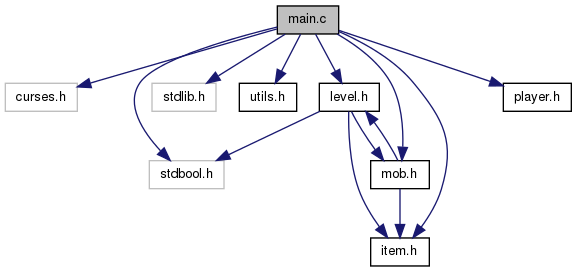 main.c
curses.h
stdlib.h
utils.h
level.h
player.h
stdbool.h
mob.h
item.h